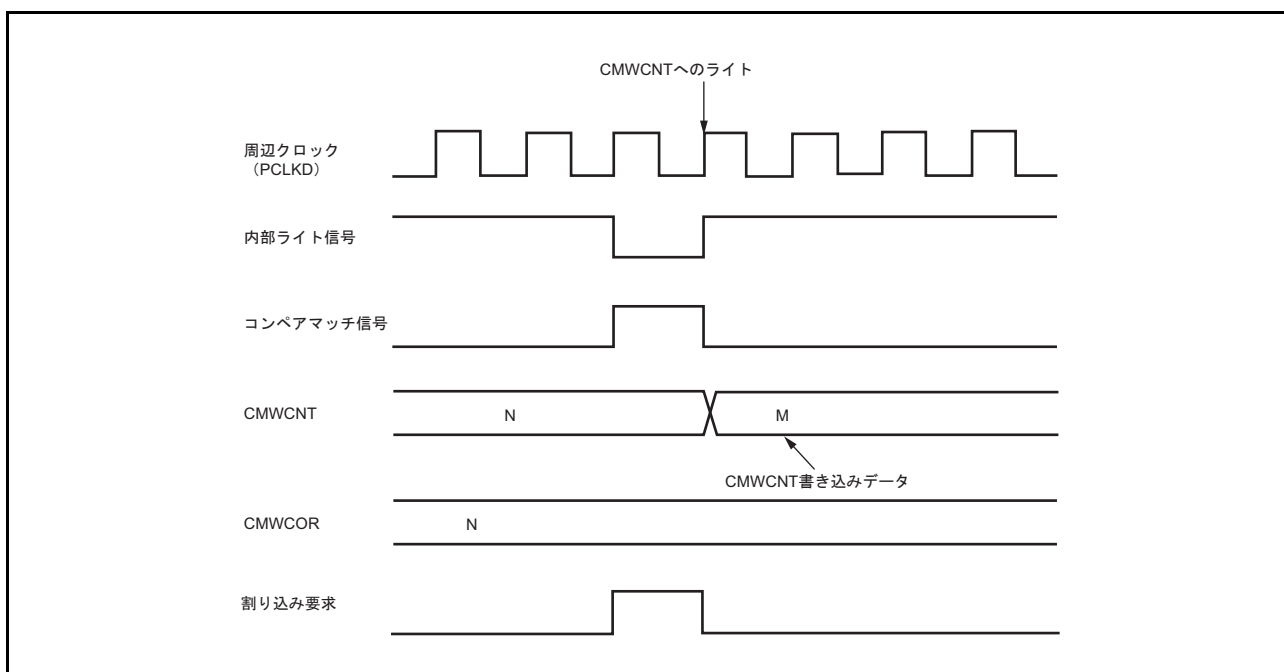 CMWCNTへのライト
周辺クロック
(PCLKD)
内部ライト信号
コンペアマッチ信号
CMWCNT
N
M
CMWCNT書き込みデータ
CMWCOR
N
割り込み要求